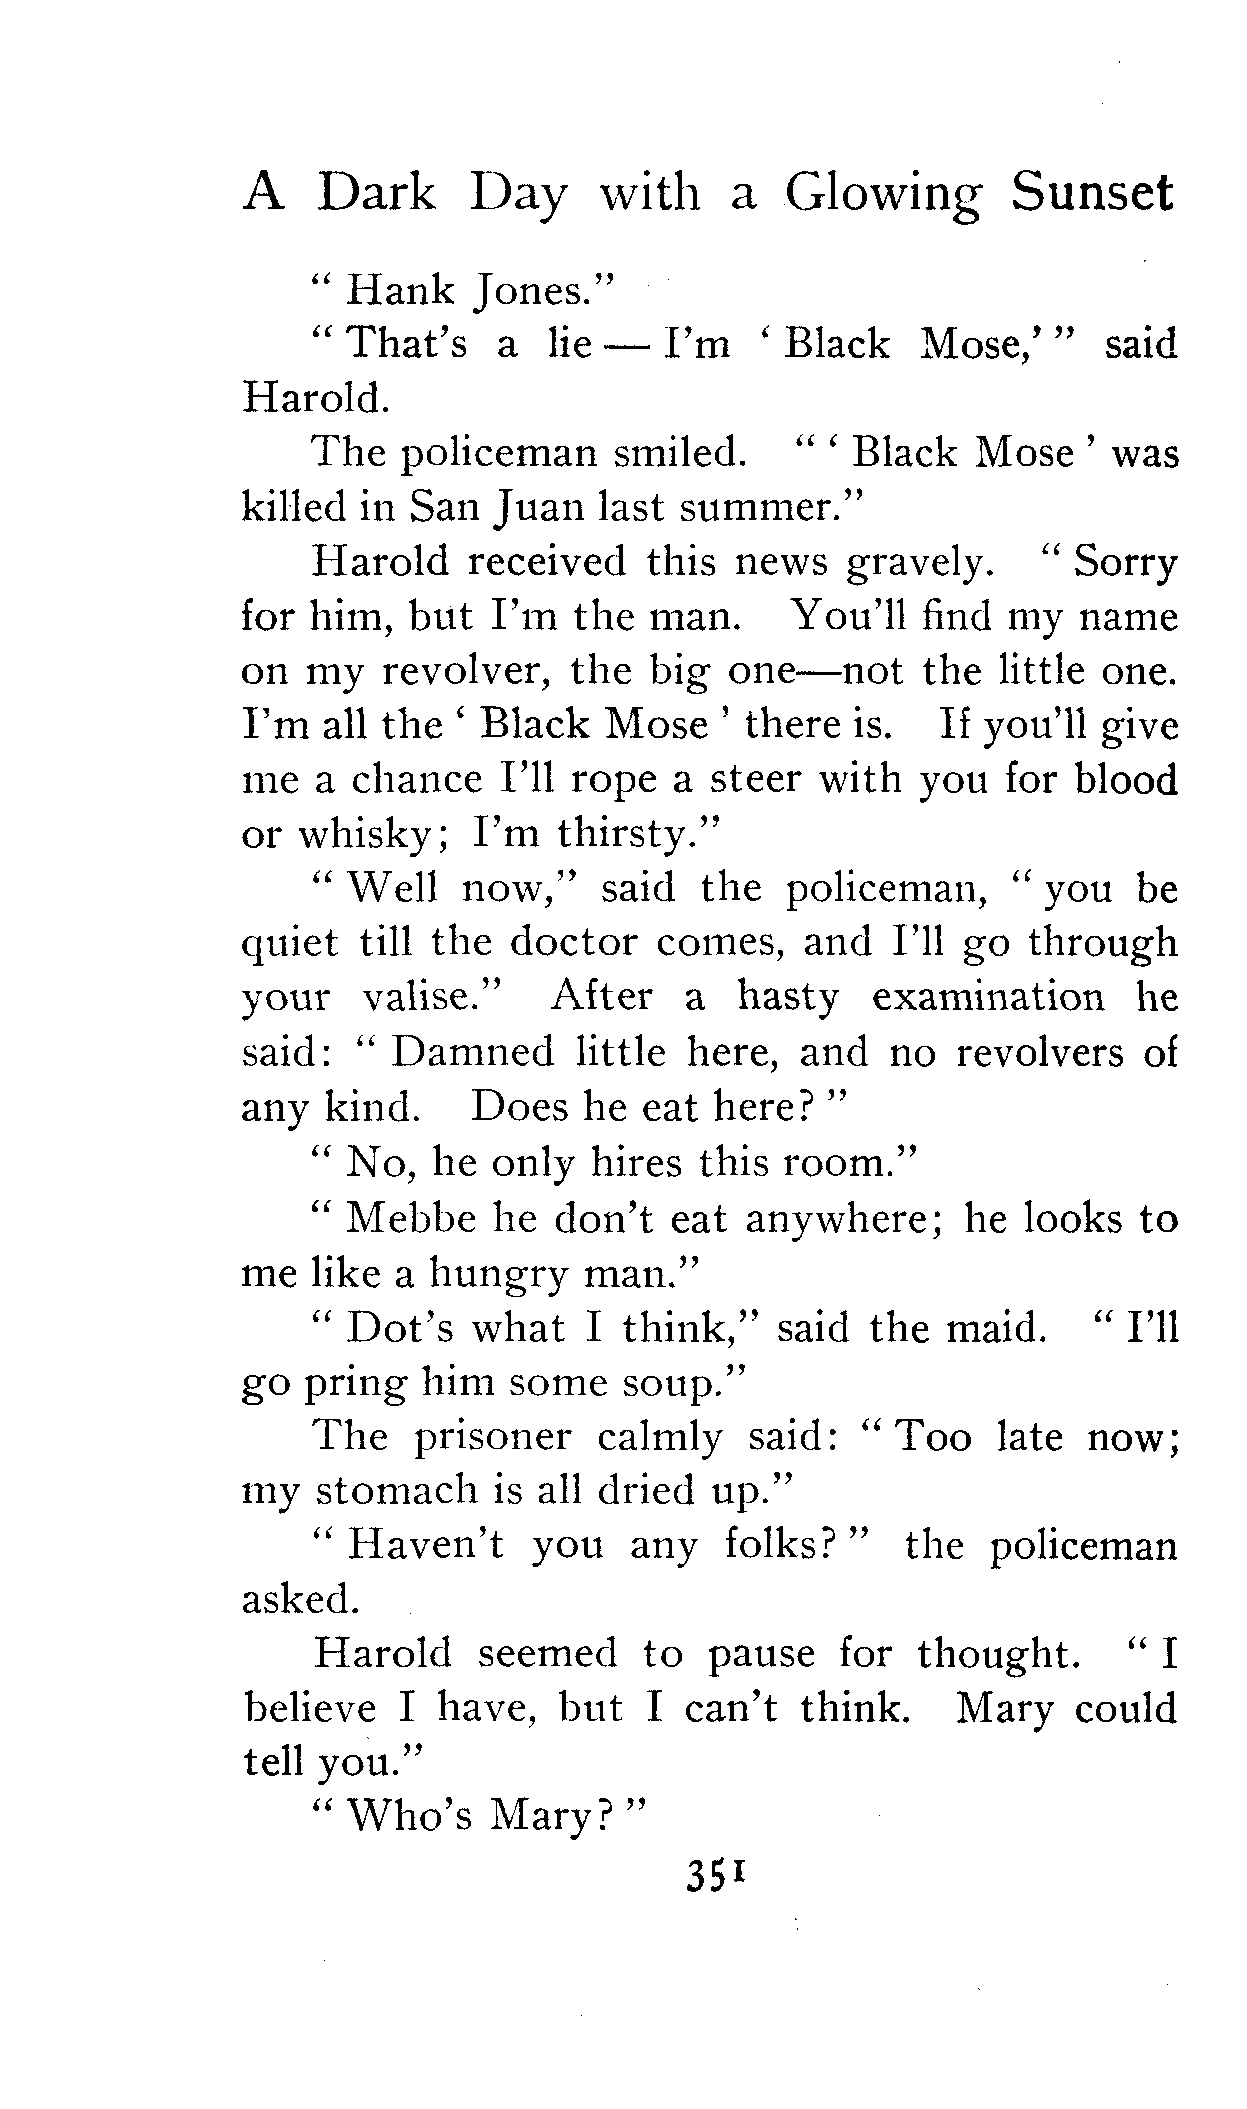 A Dark Day with a Glowing Sunset
“ Hank Jones.”
“ That's a lie — I'm ‘ Black Mose,’ ” said
Harold.
The policeman smiled. “ ‘ Black Mose ’ was
killed in San Juan last summer.”
Harold received this news gravely. “ Sorry
for him, but I'm the man. You'll find my name
on my revolver, the big one—not the little one.
I'm all the ‘ Black Mose ’ there is. If you'll give
me a chance I'll rope a steer with you for blood
or whisky; I'm thirsty.”
“ Well now,” said the policeman, “ you be
quiet till the doctor comes, and I'll go through
your valise.” After a hasty examination he
said: “ Damned little here, and no revolvers of
any kind. Does he eat here? ”
“ No, he only hires this room.”
“ Mebbe he don't eat anywhere; he looks to
me like a hungry man.”
“ Dot's what I think,” said the maid. “ I'll
go pring him some soup.”
The prisoner calmly said: “ Too late now;
my stomach is all dried up.”
“ Haven't you any folks? ” the policeman
asked.
Harold seemed to pause for thought. “ I
believe I have, but I can't think. Mary could
tell you.”
“ Who's Mary? ”
351